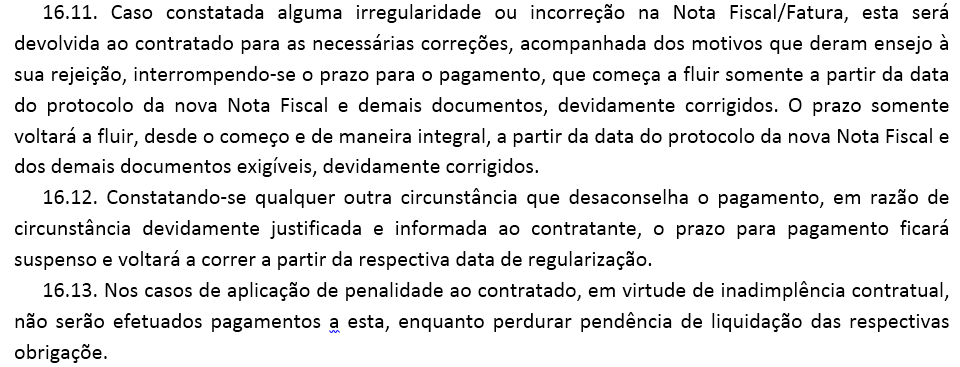 16.11. Caso constatada alguma irregularidade ou incorreção na Nota Fiscal/Fatura, esta será
devolvida ao contratado para as necessárias correções, acompanhada dos motivos que deram ensejo à
sua rejeição, interrompendo-se o prazo para o pagamento, que começa a fluir somente a partir da data
do protocolo da nova Nota Fiscal e demais documentos, devidamente corrigidos. O prazo somente
voltará a fluir, desde o começo e de maneira integral, a partir da data do protocolo da nova Nota Fiscal e
dos demais documentos exigíveis, devidamente corrigidos.
16.12. Constatando-se qualquer outra circunstância que desaconselha o pagamento, em razão de
circunstância devidamente justificada e informada ao contratante, o prazo para pagamento ficará
suspenso e voltará a correr a partir da respectiva data de regularização.
16.13. Nos casos de aplicação de penalidade ao contratado, em virtude de inadimplência contratual,
não serão efetuados pagamentos a esta, enquanto perdurar pendência de liquidação das respectivas
obrigaçõe.